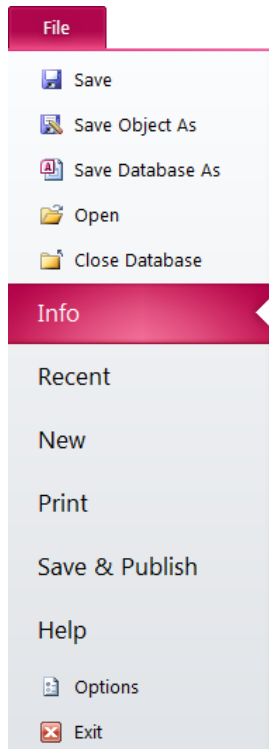 File
Save
Save Object As
Save Database As
Open
Close Database
Info
Recent
New
Print
Save & Publish
Help
Options
Exit